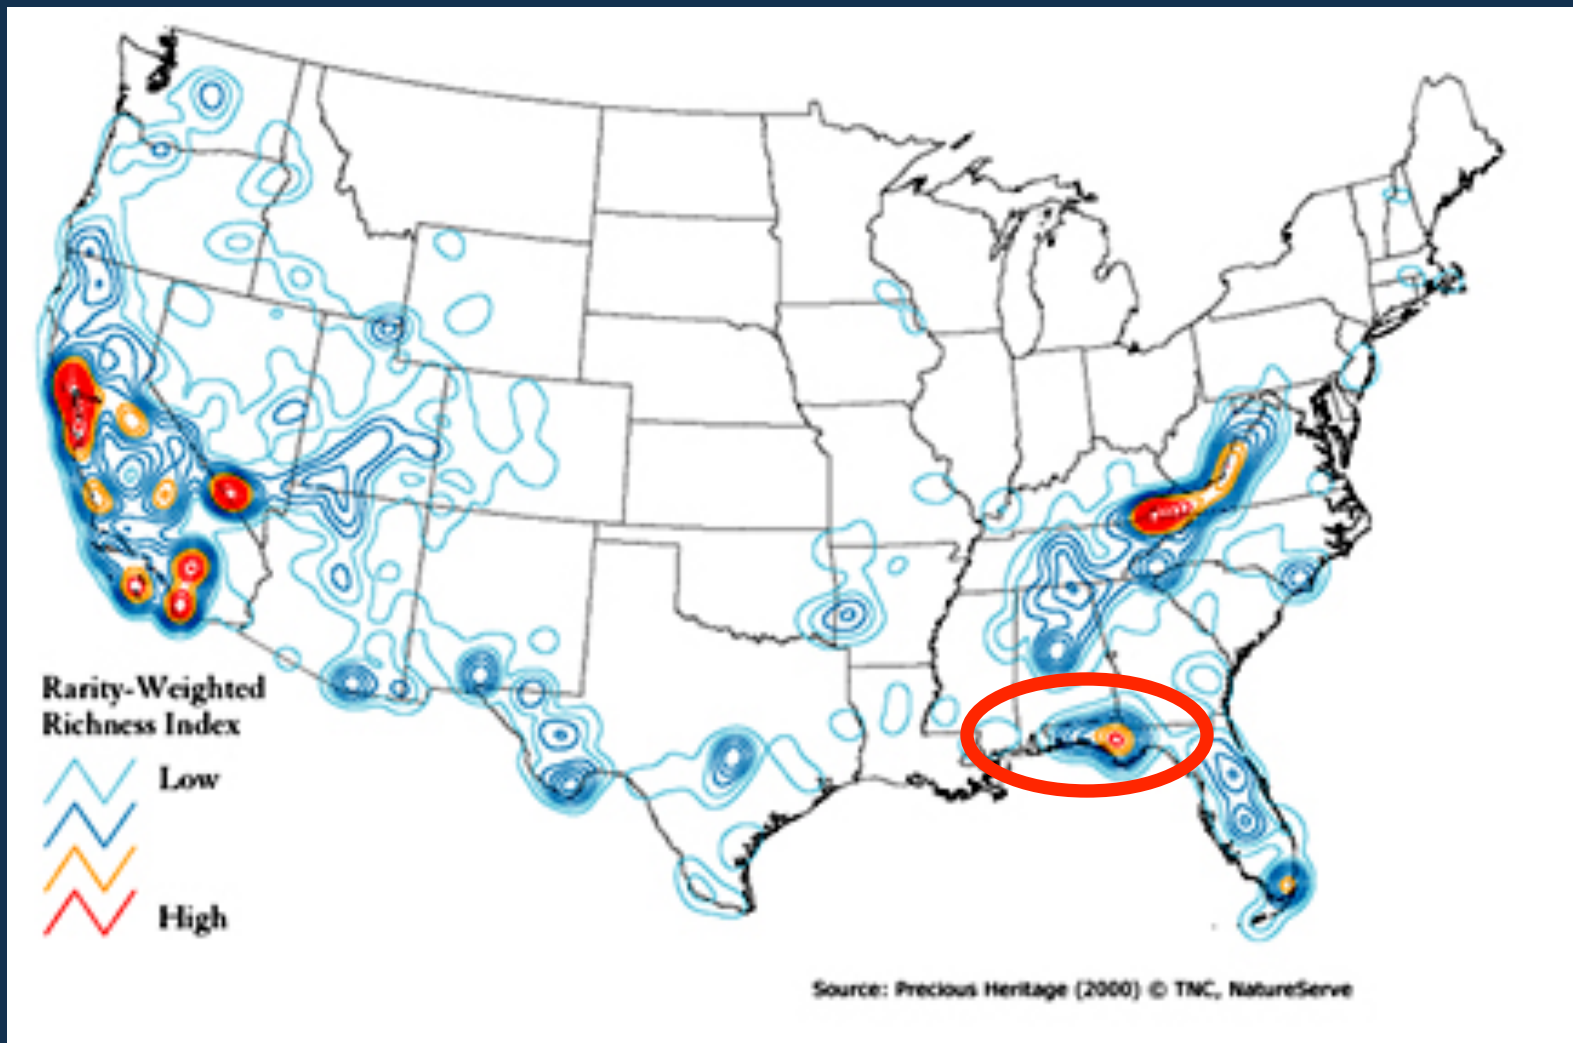 Rarity-Weighted
Richness Index
Low
High
Source: Precious Heritage (2000) © TNC, NatureServe